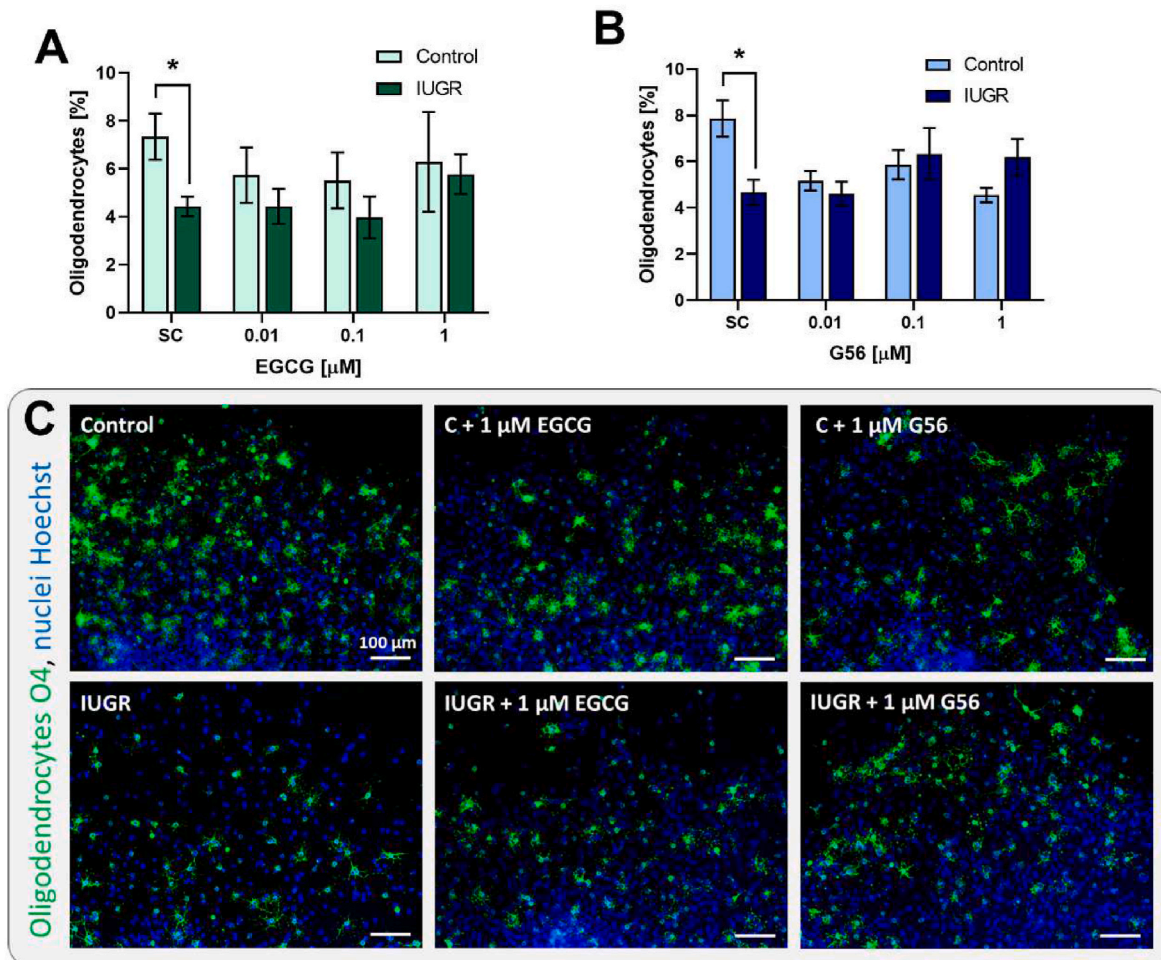 A
Control
IUGR
*
Oligodendrocytes [%]
10
8
6
4
2
0
SC
0.01
0.1
1
EGCG [μM]
B
Control
IUGR
*
Oligodendrocytes [%]
10
8
6
4
2
0
SC
0.01
0.1
1
G56 [μM]
C
Oligodendrocytes O4, nuclei Hoechst
Control
100 μm
C + 1 μM EGCG
C + 1 μM G56
IUGR
IUGR + 1 μM EGCG
IUGR + 1 μM G56